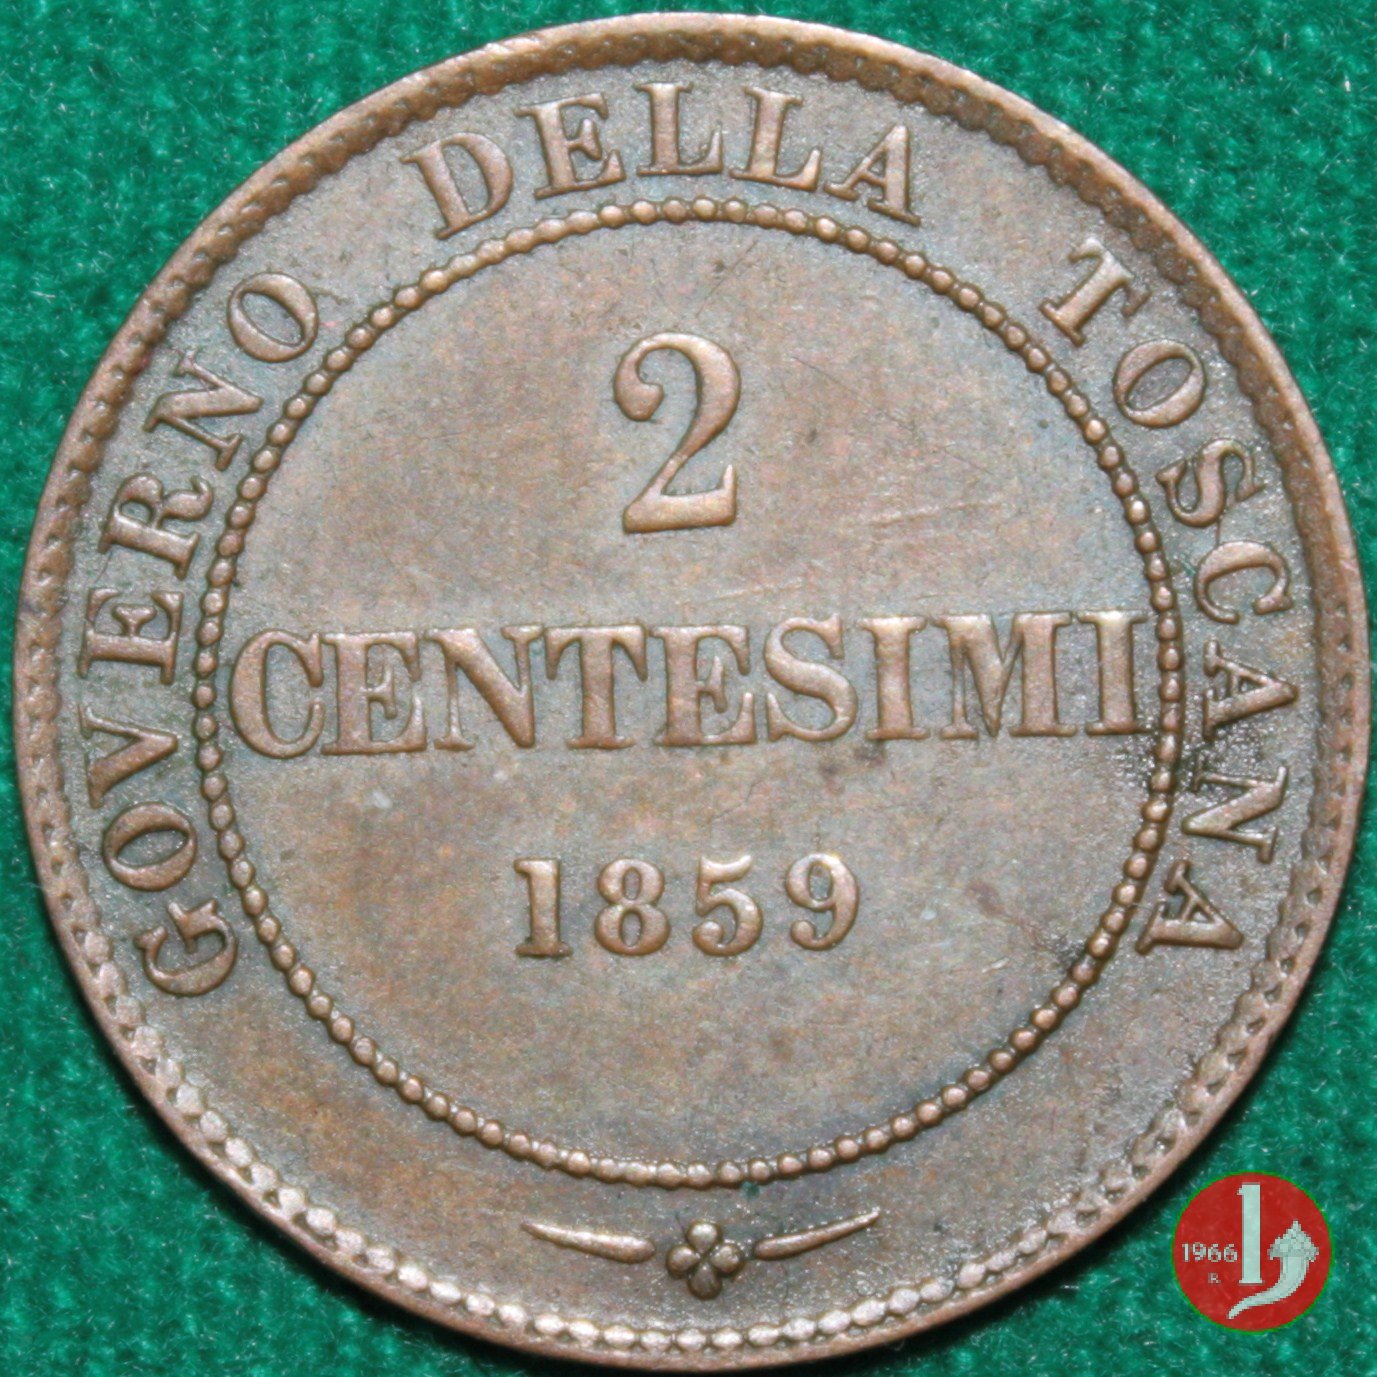 GOVERNO DELLA TOSCANA
2
CENTESIMI
1859
1966
R